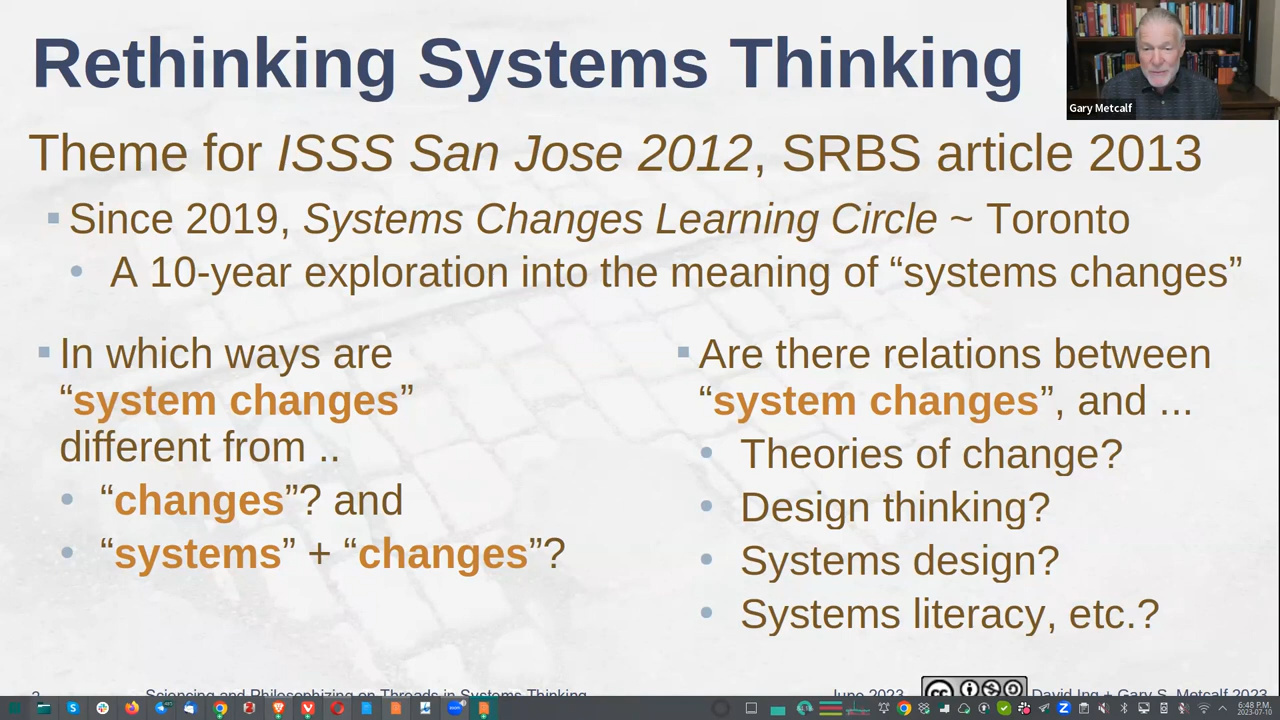 Rethinking Systems Thinking
Gary Metcalf
Theme for ISSS San Jose 2012, SRBS article 2013
Since 2019, Systems Changes Learning Circle ~ Toronto
A 10-year exploration into the meaning of “systems changes”
In which ways are
“system changes”
different from ..
“changes”? and
“systems” + “changes”?
Are there relations between
“system changes”, and ...
Theories of change?
Design thinking?
Systems design?
Systems literacy, etc.?
2 Sciencing and Philosophizing on Threads in Systems Thinking June 2023 David Ing + Gary S. Metcalf 2023
6:48 P.M.
2023-07-10